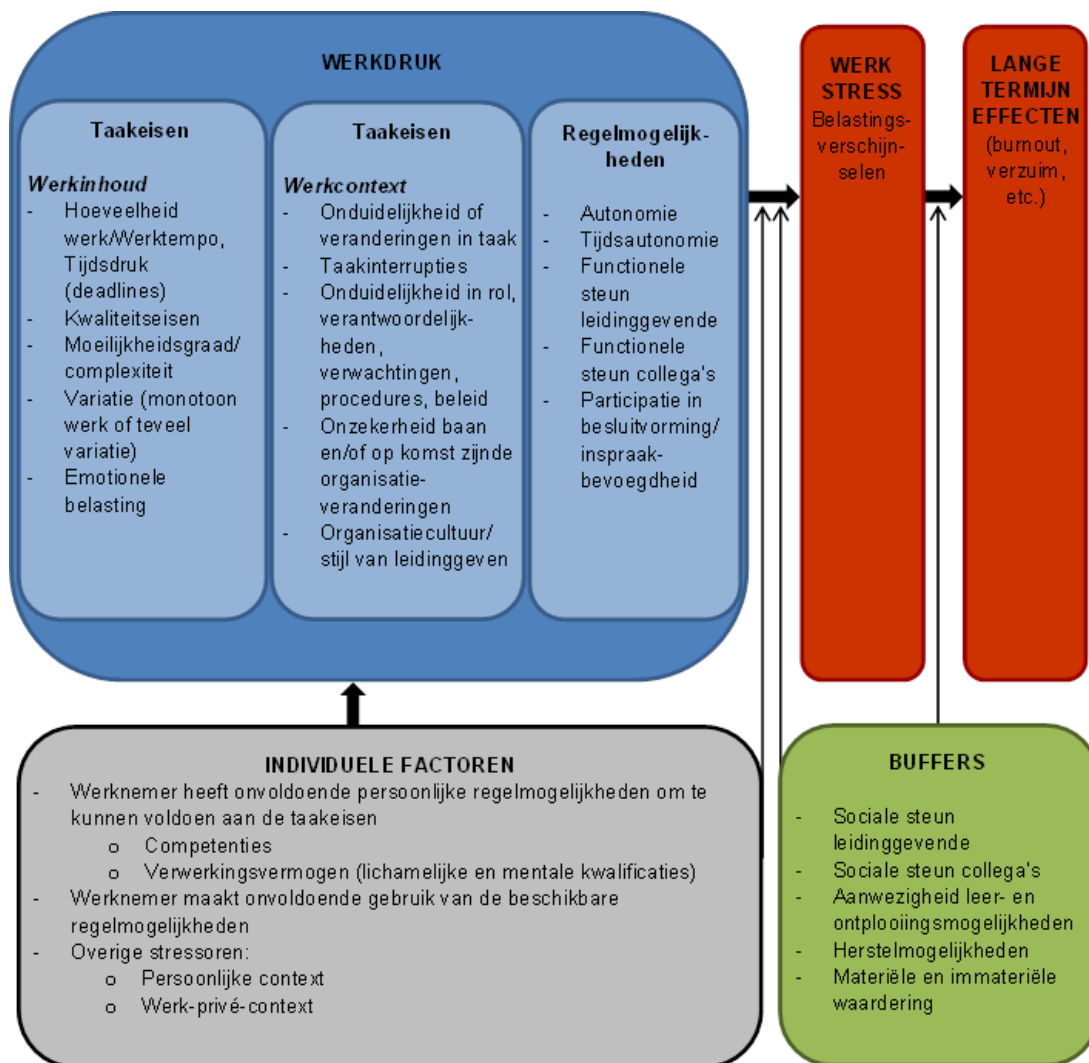 WERKDRUK
Taakeisen
Werkinhoud
- Hoeveelheid
werk/Werktempo,
Tijdsdruk
(deadlines)
- Kwaliteitseisen
- Moeilijkheidsgraad/
complexiteit
- Variatie (monotoon
werk of teveel
variatie)
- Emotionele
belasting
Taakeisen
Werkcontext
- Onduidelijkheid of
veranderingen in taak
- Taakinterrupties
- Onduidelijkheid in rol,
verantwoordelijk-
heden,
verwachtingen,
procedures, beleid
- Onzekerheid baan
en/of op komst zijnde
organisatie-
veranderingen
- Organisatiecultuur/
stijl van leidinggeven
Regelmogelijk-
heden
- Autonomie
- Tijdsautonomie
- Functionele
steun
leidinggevende
- Functionele
steun collega's
- Participatie in
besluitvorming/
inspraak-
bevoegdheid
WERK
STRESS
Belastings-
verschijn-
selen
LANGE
TERMIJN
EFFECTEN
(burnout,
verzuim,
etc.)
INDIVIDUELE FACTOREN
- Werknemer heeft onvoldoende persoonlijke regelmogelijkheden om te
kunnen voldoen aan de taakeisen
o Competenties
o Verwerkingsvermogen (lichamelijke en mentale kwalificaties)
- Werknemer maakt onvoldoende gebruik van de beschikbare
regelmogelijkheden
- Overige stressoren:
o Persoonlijke context
o Werk-privé-context
BUFFERS
- Sociale steun
leidinggevende
- Sociale steun collega's
- Aanwezigheid leer- en
ontplooiingsmogelijkheden
- Herstelmogelijkheden
- Materiële en immateriële
waardering